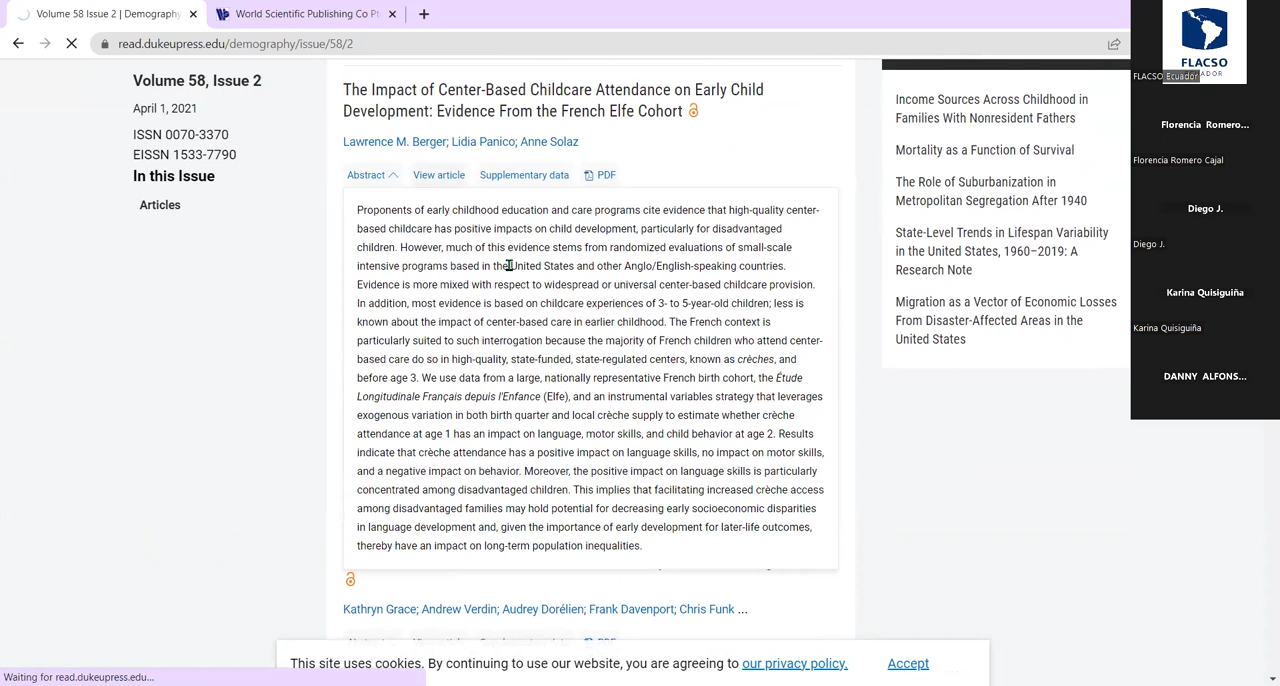 Volume 58 Issue 2 | Demography
World Scientific Publishing Co Pt
read.dukeupress.edu/demography/issue/58/2
Volume 58, Issue 2
April 1, 2021
ISSN 0070-3370
EISSN 1533-7790
In this Issue
Articles
The Impact of Center-Based Childcare Attendance on Early Child
Development: Evidence From the French Elfe Cohort
Lawrence M. Berger; Lidia Panico; Anne Solaz
Abstract View article Supplementary data PDF
Proponents of early childhood education and care programs cite evidence that high-quality center-
based childcare has positive impacts on child development, particularly for disadvantaged
children. However, much of this evidence stems from randomized evaluations of small-scale
intensive programs based in the United States and other Anglo/English-speaking countries.
Evidence is more mixed with respect to widespread or universal center-based childcare provision.
In addition, most evidence is based on childcare experiences of 3- to 5-year-old children; less is
known about the impact of center-based care in earlier childhood. The French context is
particularly suited to such interrogation because the majority of French children who attend center-
based care do so in high-quality, state-funded, state-regulated centers, known as crèches, and
before age 3. We use data from a large, nationally representative French birth cohort, the Étude
Longitudinale Français depuis l'Enfance (Elfe), and an instrumental variables strategy that leverages
exogenous variation in both birth quarter and local crèche supply to estimate whether crèche
attendance at age 1 has an impact on language, motor skills, and child behavior at age 2. Results
indicate that crèche attendance has a positive impact on language skills, no impact on motor skills,
and a negative impact on behavior. Moreover, the positive impact on language skills is particularly
concentrated among disadvantaged children. This implies that facilitating increased crèche access
among disadvantaged families may hold potential for decreasing early socioeconomic disparities
in language development and, given the importance of early development for later-life outcomes,
thereby have an impact on long-term population inequalities.
Kathryn Grace; Andrew Verdin; Audrey Dorélien; Frank Davenport; Chris Funk ...
Income Sources Across Childhood in
Families With Nonresident Fathers
Mortality as a Function of Survival
The Role of Suburbanization in
Metropolitan Segregation After 1940
State-Level Trends in Lifespan Variability
in the United States, 1960–2019: A
Research Note
Migration as a Vector of Economic Losses
From Disaster-Affected Areas in the
United States
FLACSO
FLACSO Ecuador
Florencia Romero...
Florencia Romero Cajal
Diego J.
Diego J.
Karina Quisiguiña
Karina Quisiguiña
DANNY ALFONS...
This site uses cookies. By continuing to use our website, you are agreeing to our privacy policy. Accept
Waiting for read.dukeupress.edu...